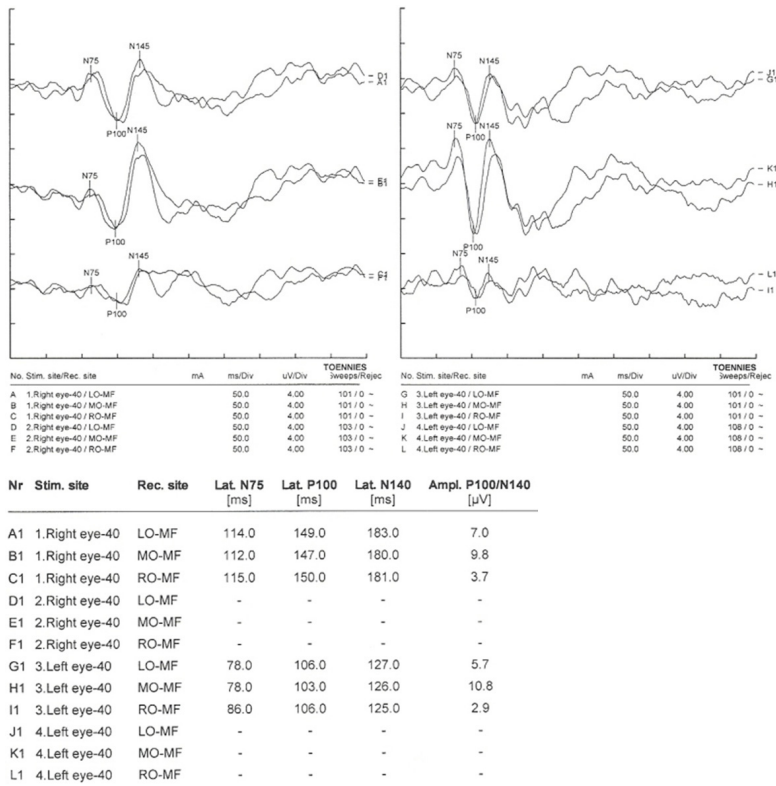 N75 N145 D1 A1 P100
N75 N145 E1 B1 P100
N75 N145 C1 F1 P100
N75 N145 J1 G1 P100
N75 N145 K1 H1 P100
N75 N145 L1 I1 P100
TOENNIES
No. Stim. site/Rec. site mA ms/Div uV/Div Sweeps/Rejec
A 1.Right eye-40 / LO-MF 50.0 4.00 101 / 0 ~
B 1.Right eye-40 / MO-MF 50.0 4.00 101 / 0 ~
C 1.Right eye-40 / RO-MF 50.0 4.00 101 / 0 ~
D 2.Right eye-40 / LO-MF 50.0 4.00 103 / 0 ~
E 2.Right eye-40 / MO-MF 50.0 4.00 103 / 0 ~
F 2.Right eye-40 / RO-MF 50.0 4.00 103 / 0 ~
TOENNIES
No. Stim. site/Rec. site mA ms/Div uV/Div Sweeps/Rejec
G 3.Left eye-40 / LO-MF 50.0 4.00 101 / 0 ~
H 3.Left eye-40 / MO-MF 50.0 4.00 101 / 0 ~
I 3.Left eye-40 / RO-MF 50.0 4.00 101 / 0 ~
J 4.Left eye-40 / LO-MF 50.0 4.00 108 / 0 ~
K 4.Left eye-40 / MO-MF 50.0 4.00 108 / 0 ~
L 4.Left eye-40 / RO-MF 50.0 4.00 108 / 0 ~
Nr Stim. site Rec. site Lat. N75 Lat. P100 Lat. N140 Ampl. P100/N140
[ms] [ms] [ms] [µV]
A1 1.Right eye-40 LO-MF 114.0 149.0 183.0 7.0
B1 1.Right eye-40 MO-MF 112.0 147.0 180.0 9.8
C1 1.Right eye-40 RO-MF 115.0 150.0 181.0 3.7
D1 2.Right eye-40 LO-MF - - - -
E1 2.Right eye-40 MO-MF - - - -
F1 2.Right eye-40 RO-MF - - - -
G1 3.Left eye-40 LO-MF 78.0 106.0 127.0 5.7
H1 3.Left eye-40 MO-MF 78.0 103.0 126.0 10.8
I1 3.Left eye-40 RO-MF 86.0 106.0 125.0 2.9
J1 4.Left eye-40 LO-MF - - - -
K1 4.Left eye-40 MO-MF - - - -
L1 4.Left eye-40 RO-MF - - - -